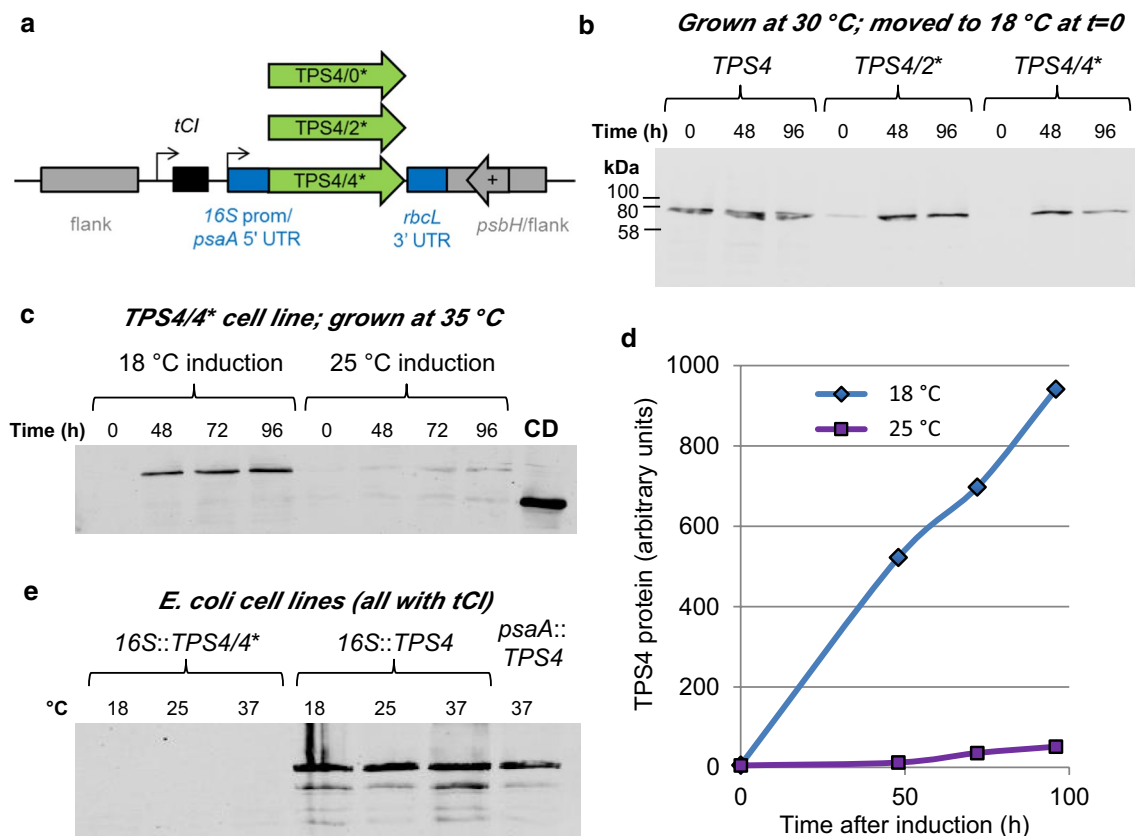 a
TPS4/0*
TPS4/2*
tCI
TPS4/4*
+
flank
16S prom/
psaA 5' UTR
rbcL
3' UTR
psbH/flank
b
Grown at 30 °C; moved to 18 °C at t=0
TPS4 TPS4/2* TPS4/4*
Time (h) 0 48 96 0 48 96 0 48 96
kDa
100
80
58
c
TPS4/4* cell line; grown at 35 °C
18 °C induction 25 °C induction
Time (h) 0 48 72 96 0 48 72 96 CD
d
1000
800
600
400
200
0
0 50 100
TPS4 protein (arbitrary units)
Time after induction (h)
18 °C
25 °C
e
E. coli cell lines (all with tCI)
16S::TPS4/4* 16S::TPS4 psaA::
TPS4
°C 18 25 37 18 25 37 37